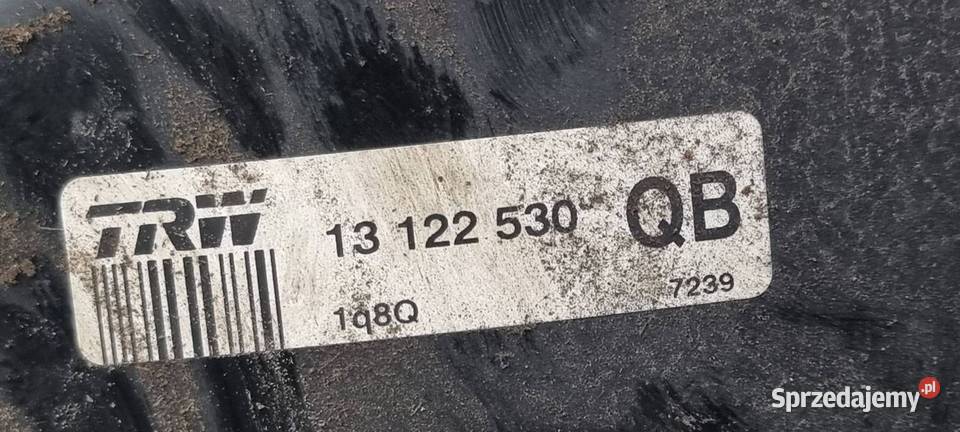 TRW
13 122 530 QB
1q8Q 7239
Sprzedajemy.pl